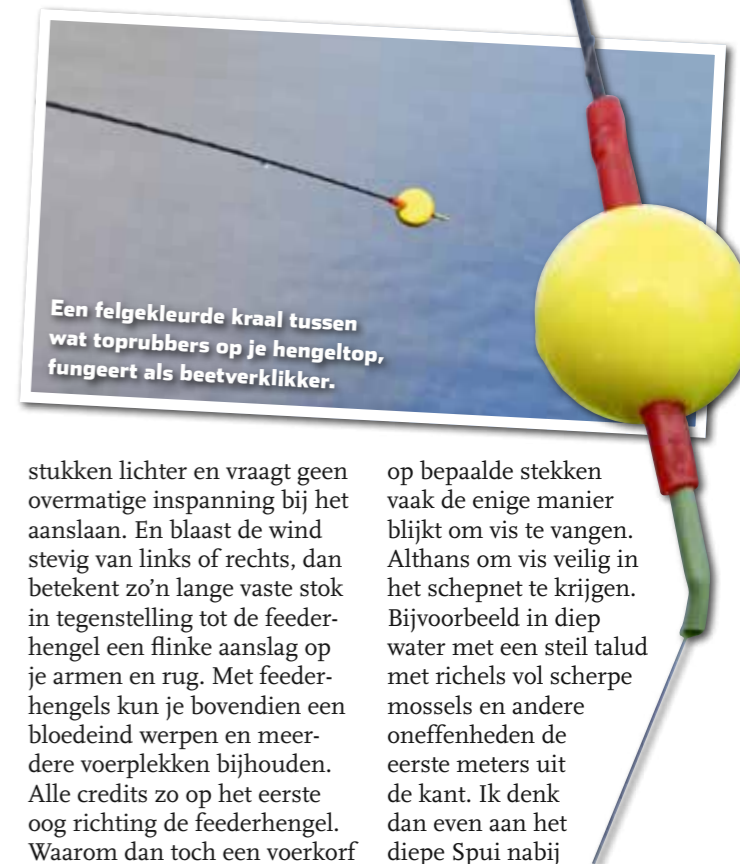 Een felgekleurde kraal tussen
wat toprubbers op je hengeltop,
fungeert als beetverklikker.
stukken lichter en vraagt geen
overmatige inspanning bij het
aanslaan. En blaast de wind
stevig van links of rechts, dan
betekent zo’n lange vaste stok
in tegenstelling tot de feeder-
hengel een flinke aanslag op
je armen en rug. Met feeder-
hengels kun je bovendien een
bloedeind werpen en meer-
dere voerplekken bijhouden.
Alle credits zo op het eerste
oog richting de feederhengel.
Waarom dan toch een voerkorf
op bepaalde stekken
vaak de enige manier
blijkt om vis te vangen.
Althans om vis veilig in
het schepnet te krijgen.
Bijvoorbeeld in diep
water met een steil talud
met richels vol scherpe
mossels en andere
oneffenheden de
eerste meters uit
de kant. Ik denk
dan even aan het
diepe Spui nabij